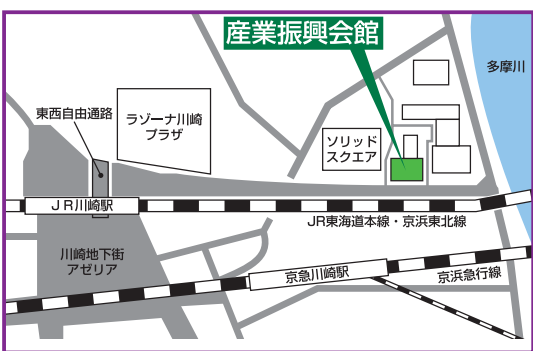 産業振興会館
多摩川
東西自由通路
ラゾーナ川崎
プラザ
ソリッド
スクエア
JR川崎駅
JR東海道本線・京浜東北線
川崎地下街
アゼリア
京急川崎駅
京浜急行線